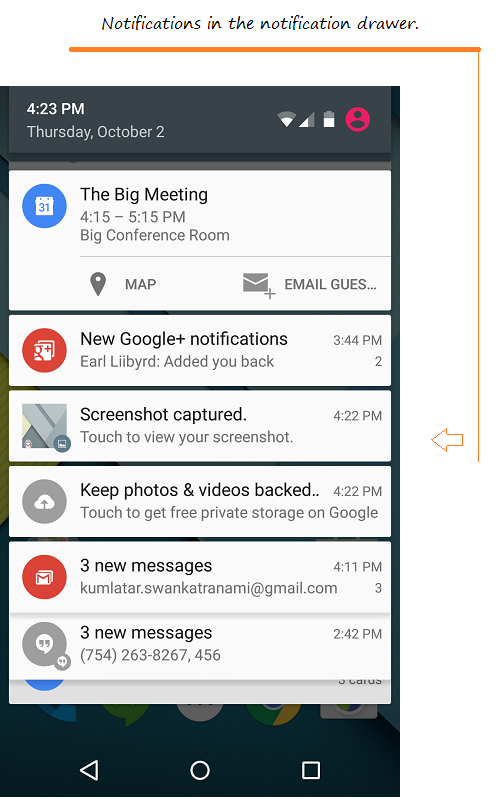 Notifications in the notification drawer.
4:23 PM
Thursday, October 2
31
The Big Meeting
4:15 – 5:15 PM
Big Conference Room
MAP
EMAIL GUES...
New Google+ notifications 3:44 PM
Earl Liibyrd: Added you back 2
Screenshot captured. 4:22 PM
Touch to view your screenshot.
Keep photos & videos backed.. 4:22 PM
Touch to get free private storage on Google
3 new messages 4:11 PM
kumlatar.swankatranami@gmail.com 3
3 new messages 2:42 PM
(754) 263-8267, 456
3 cards